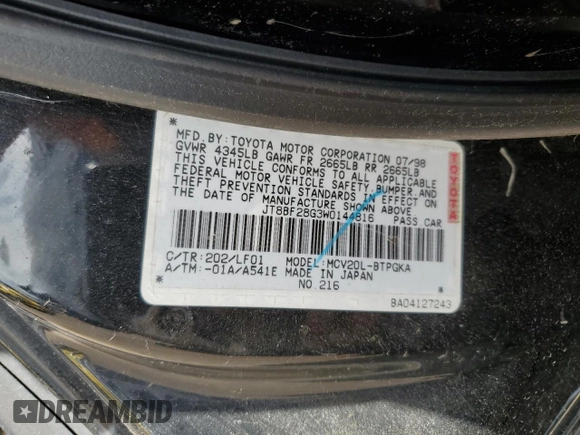 MFD. BY: TOYOTA MOTOR CORPORATION 07/98
GVWR 4345LB GAWR FR 2665LB RR 2665LB
THIS VEHICLE CONFORMS TO ALL APPLICABLE
FEDERAL MOTOR VEHICLE SAFETY, BUMPER, AND
THEFT PREVENTION STANDARDS IN EFFECT ON
THE DATE OF MANUFACTURE SHOWN ABOVE.
JT8BF28G3W0144816 PASS CAR
TOYOTA
C/TR: 202/LF01 MODEL: MCV20L-BTPGKA
A/TM: -01A/A541E MADE IN JAPAN
NO 216
BA04127243
DREAMBID